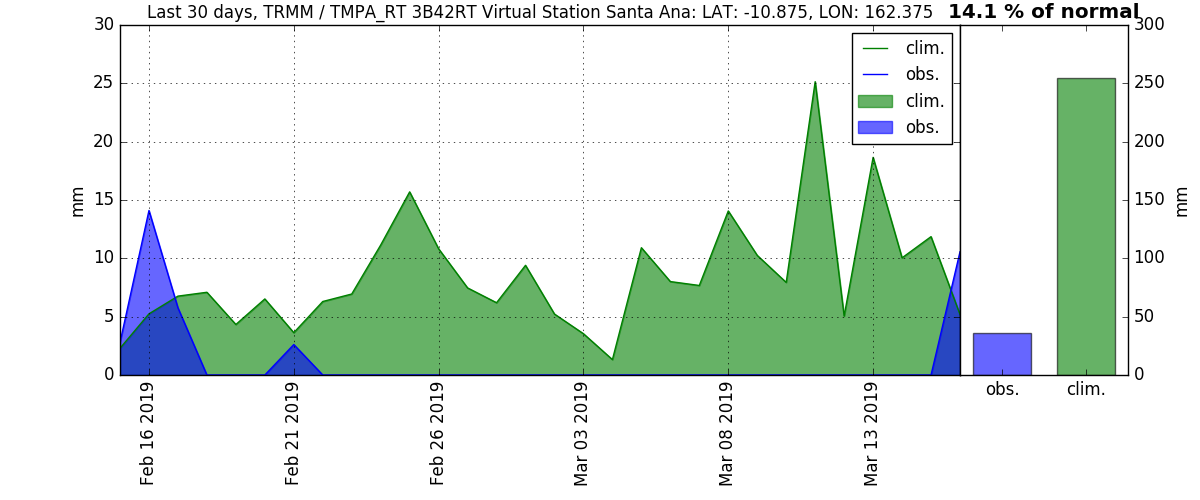 Last 30 days, TRMM / TMPA_RT 3B42RT Virtual Station Santa Ana: LAT: -10.875, LON: 162.375 14.1 % of normal
30
25
20
15
10
5
0
mm
clim.
obs.
clim.
obs.
300
250
200
150
100
50
0
mm
Feb 16 2019
Feb 21 2019
Feb 26 2019
Mar 03 2019
Mar 08 2019
Mar 13 2019
obs.
clim.